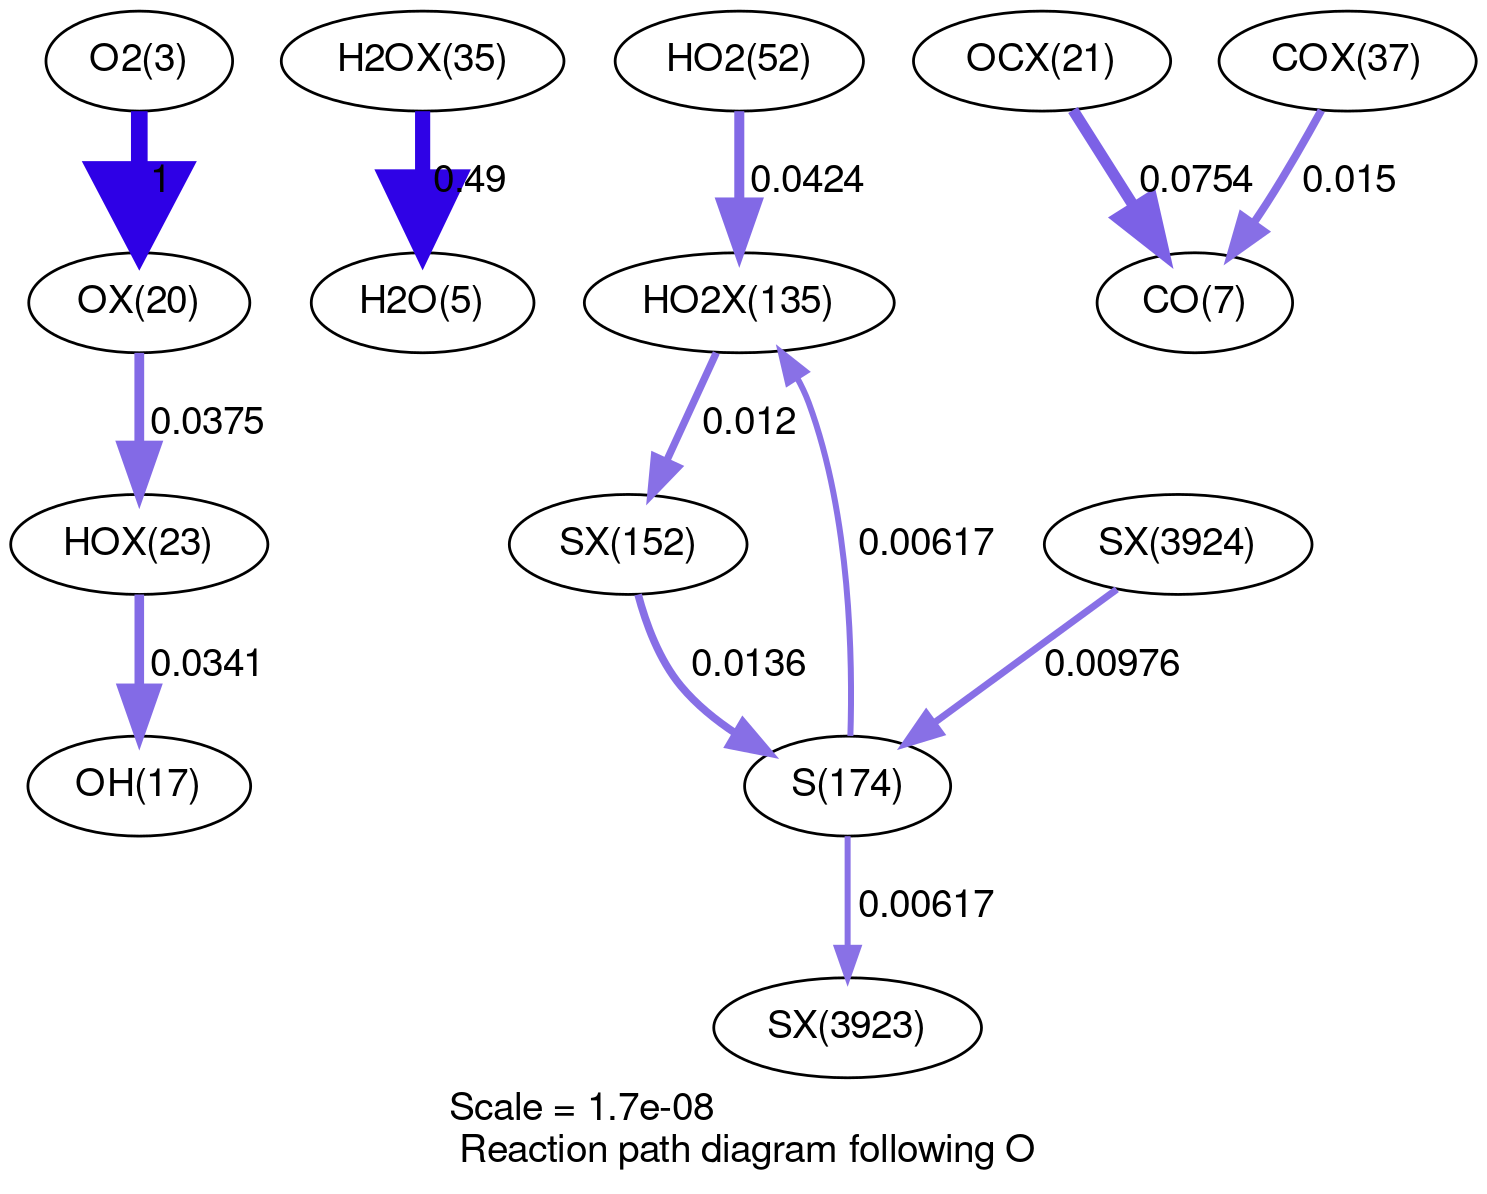 O2(3)
H2OX(35)
HO2(52)
OCX(21)
COX(37)
1
0.49
0.0424
0.0754
0.015
OX(20)
H2O(5)
HO2X(135)
CO(7)
0.0375
0.012
HOX(23)
SX(152)
0.00617
SX(3924)
0.0341
0.0136
0.00976
OH(17)
S(174)
0.00617
SX(3923)
Scale = 1.7e-08
Reaction path diagram following O